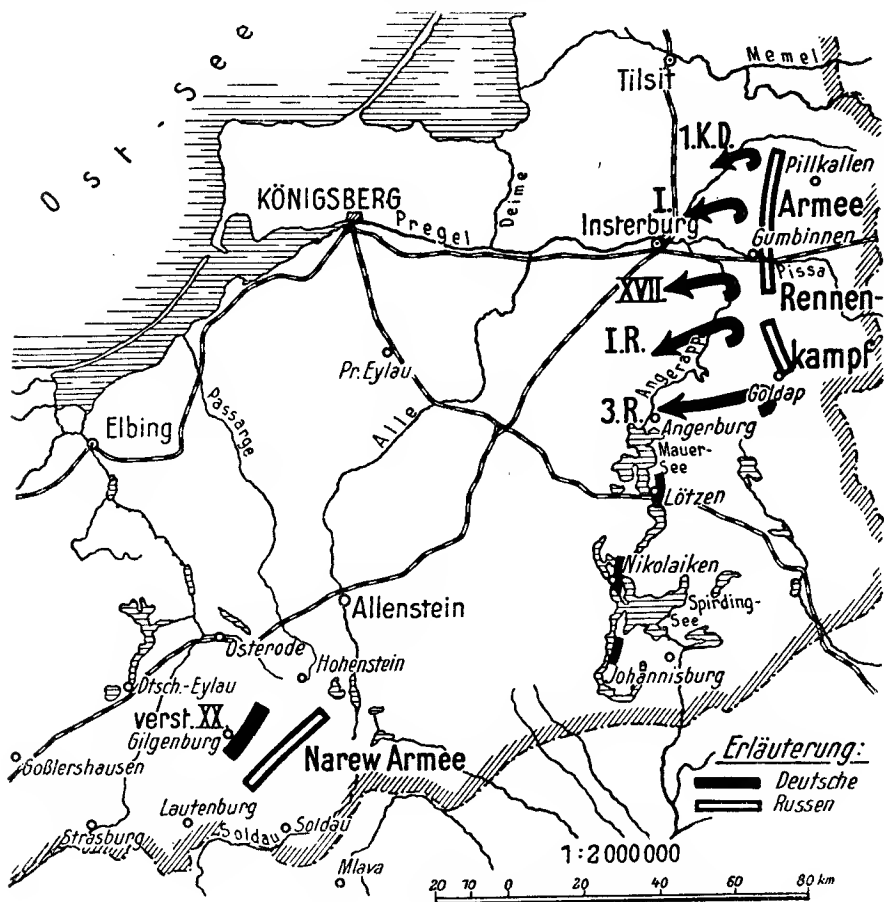 Ost-See
Memel
Tilsit
1.K.D.
Pillkallen
Armee
KÖNIGSBERG
Pregel
Deime
I.
Insterburg
Gumbinnen
Pissa
XVII.
Rennen-
I.R.
kampf
Pr. Eylau
Angerapp
Goldap
3.R.
Angerburg
Elbing
Passarge
Alle
Mauer-
See
Lötzen
Nikolaiken
Allenstein
Spirding-
See
Osterode
Hohenstein
Johannisburg
Dtsch.-Eylau
verst. XX.
Gilgenburg
Narew Armee
Goßlershausen
Erläuterung:
Deutsche
Russen
Lautenburg
Strasburg
Soldau
Soldau
1:2000000
Mlava
20 10 0 20 40 60 80 km